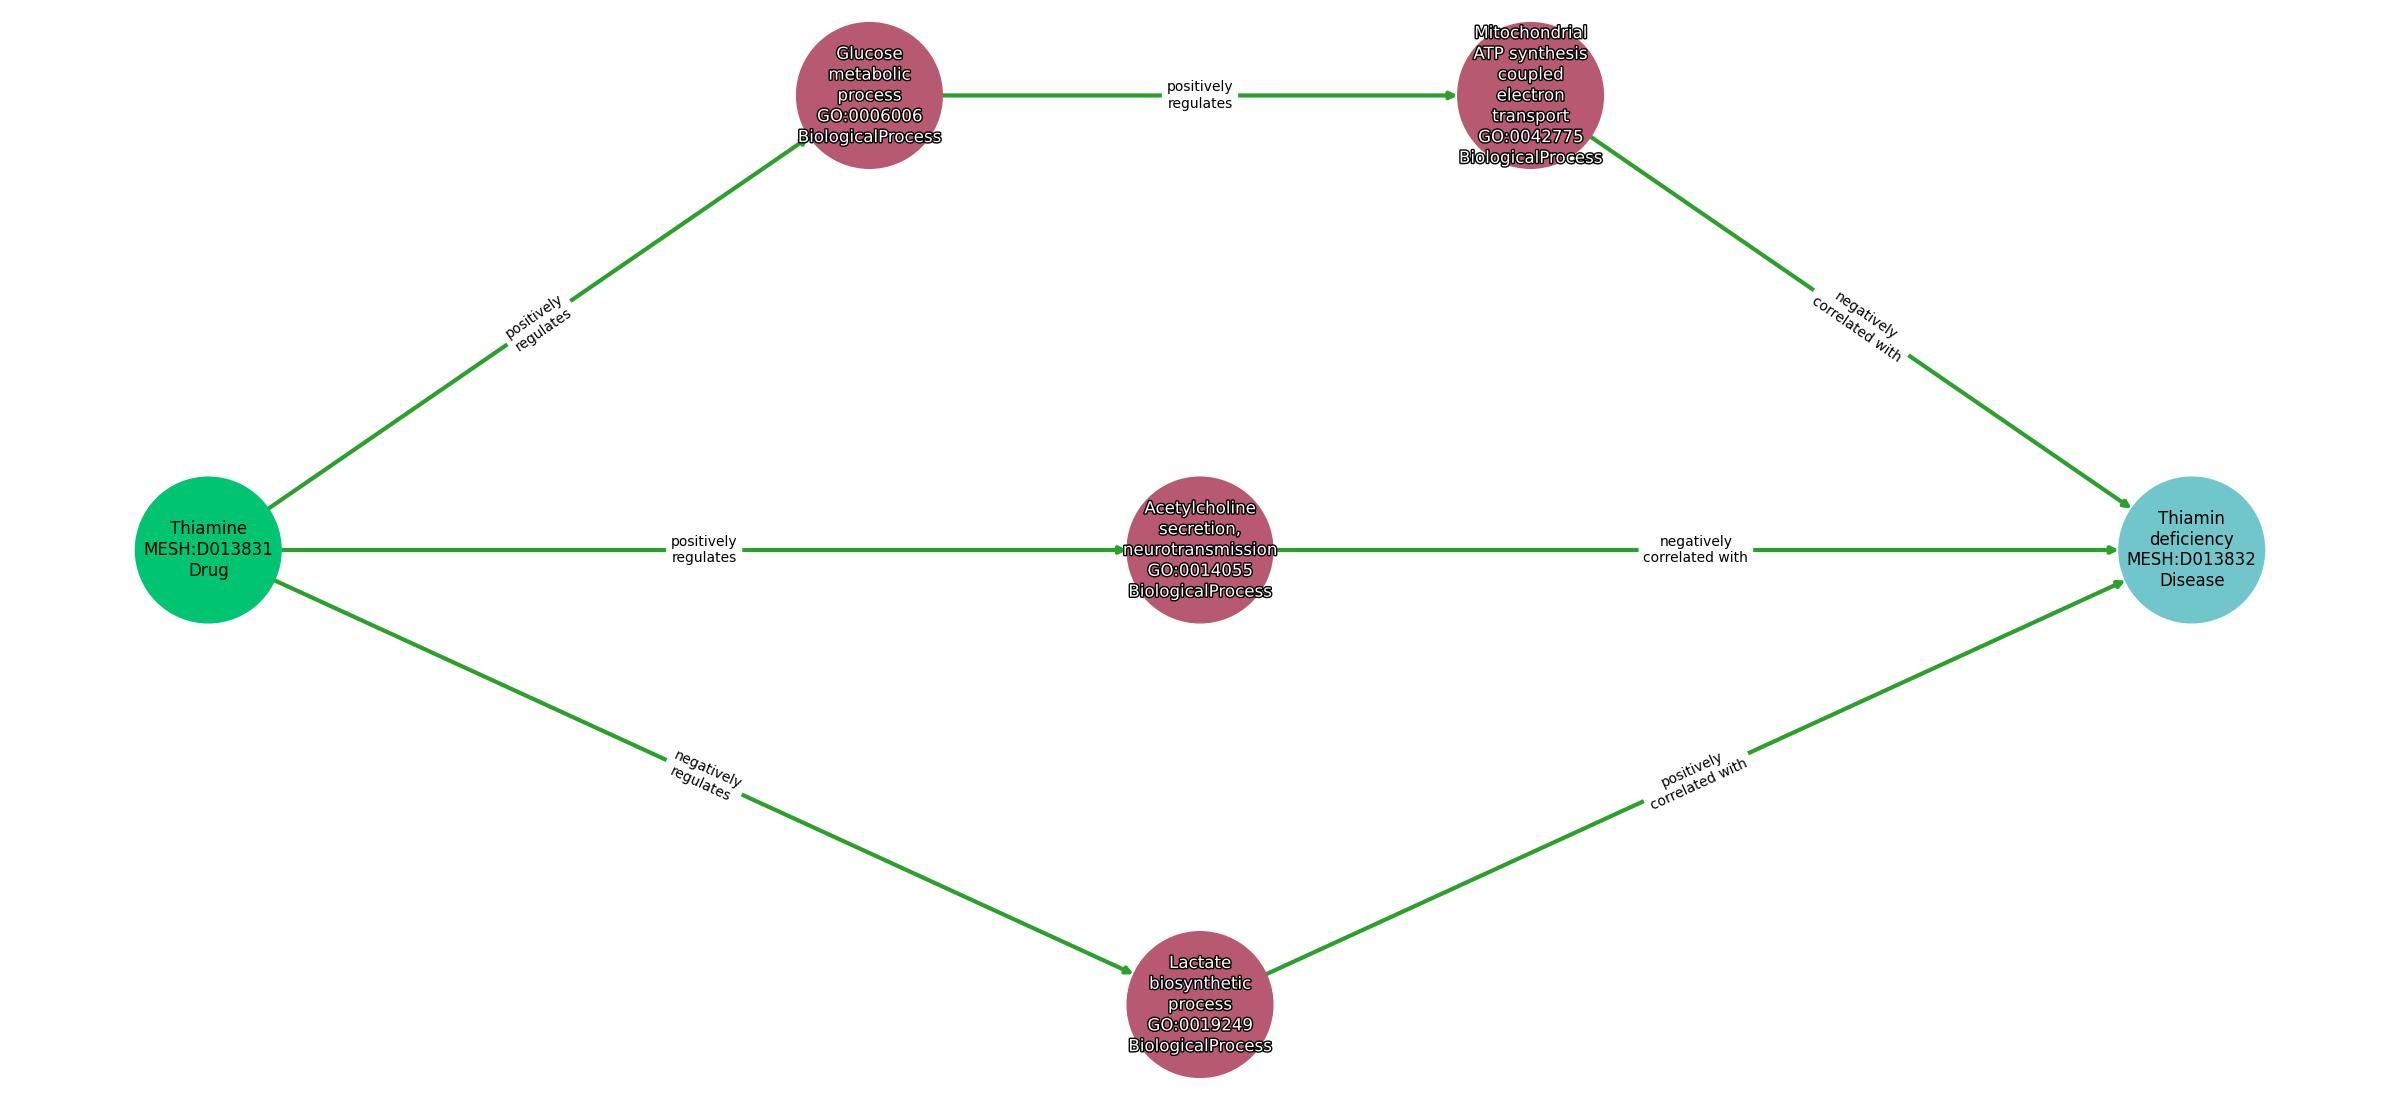 Glucose
metabolic
process
GO:0006006
BiologicalProcess
positively
regulates
Mitochondrial
ATP synthesis
coupled
electron
transport
GO:0042775
BiologicalProcess
positively
regulates
negatively
correlated with
Thiamine
MESH:D013831
Drug
positively
regulates
Acetylcholine
secretion,
neurotransmission
GO:0014055
BiologicalProcess
negatively
correlated with
Thiamin
deficiency
MESH:D013832
Disease
negatively
regulates
positively
correlated with
Lactate
biosynthetic
process
GO:0019249
BiologicalProcess